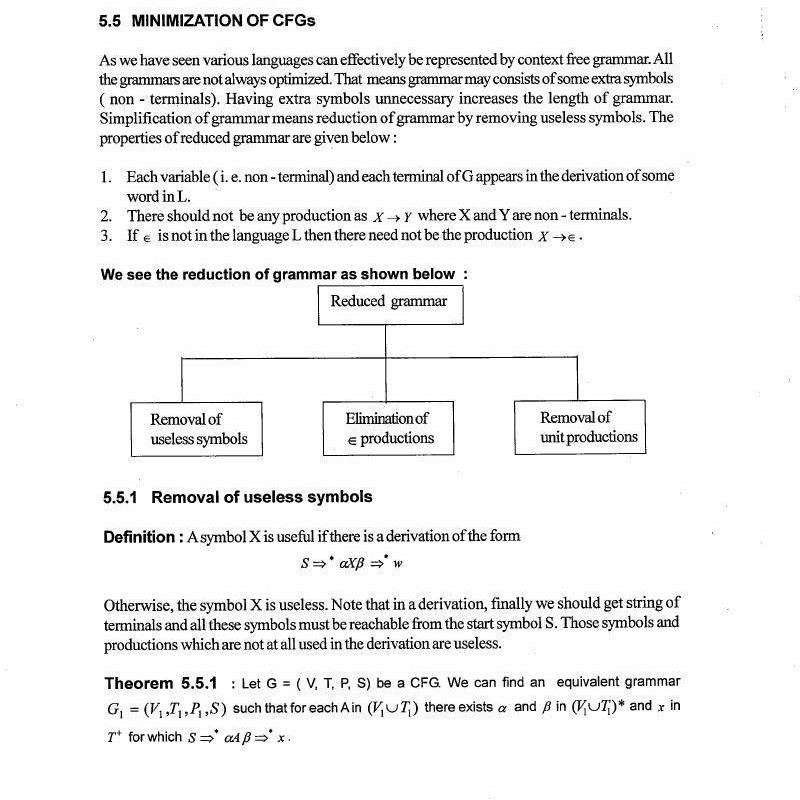 5.5 MINIMIZATION OF CFGs
As we have seen various languages can effectively be represented by context free grammar. All
the grammars are not always optimized. That means grammar may consists of some extra symbols
( non - terminals). Having extra symbols unnecessary increases the length of grammar.
Simplification of grammar means reduction of grammar by removing useless symbols. The
properties of reduced grammar are given below :
1. Each variable ( i. e. non - terminal) and each terminal of G appears in the derivation of some
word in L.
2. There should not be any production as X → Y where X and Y are non - terminals.
3. If ∈ is not in the language L then there need not be the production X →∈ .
We see the reduction of grammar as shown below :
Reduced grammar
Removal of
useless symbols
Elimination of
∈ productions
Removal of
unit productions
5.5.1 Removal of useless symbols
Definition : A symbol X is useful if there is a derivation of the form
S ⇒* αXβ ⇒* w
Otherwise, the symbol X is useless. Note that in a derivation, finally we should get string of
terminals and all these symbols must be reachable from the start symbol S. Those symbols and
productions which are not at all used in the derivation are useless.
Theorem 5.5.1 : Let G = ( V, T, P, S) be a CFG. We can find an equivalent grammar
G₁ = (V₁ ,T₁ ,P₁ ,S) such that for each A in (V₁∪T₁) there exists α and β in (V₁∪T₁)* and x in
T⁺ for which S ⇒* αAβ ⇒* x .